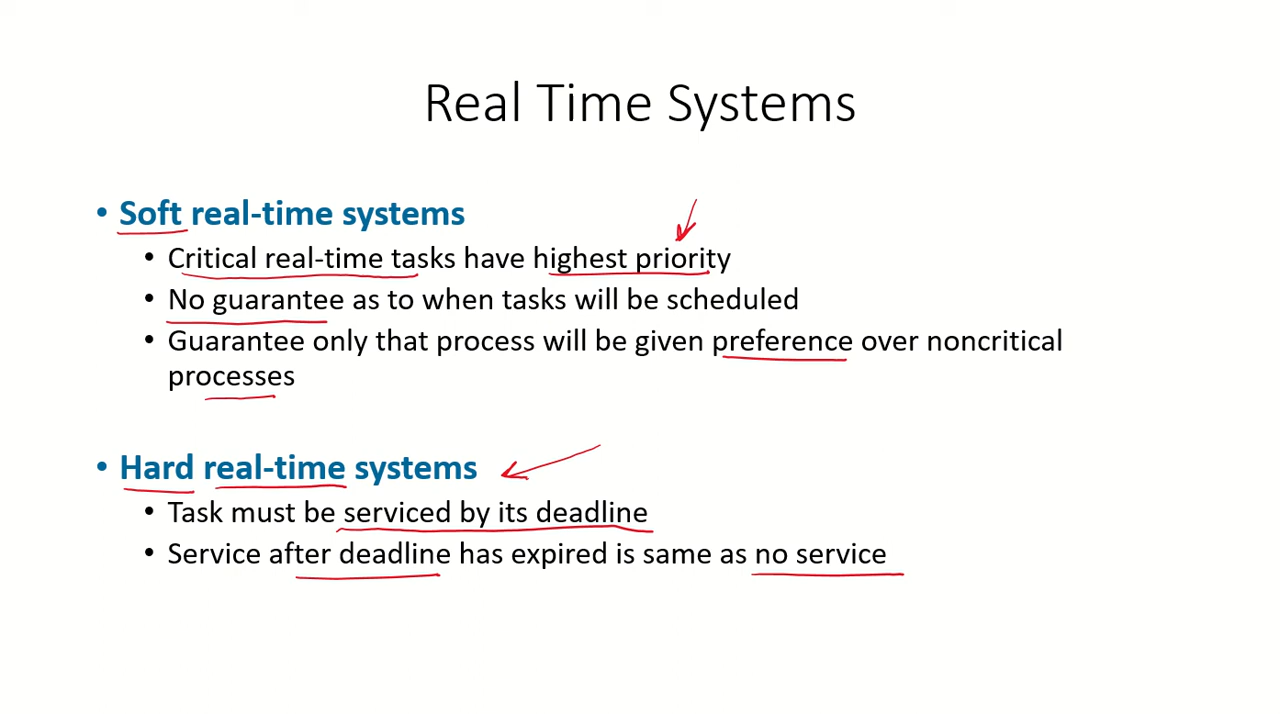 Real Time Systems
• Soft real-time systems
• Critical real-time tasks have highest priority
• No guarantee as to when tasks will be scheduled
• Guarantee only that process will be given preference over noncritical
processes
• Hard real-time systems
• Task must be serviced by its deadline
• Service after deadline has expired is same as no service